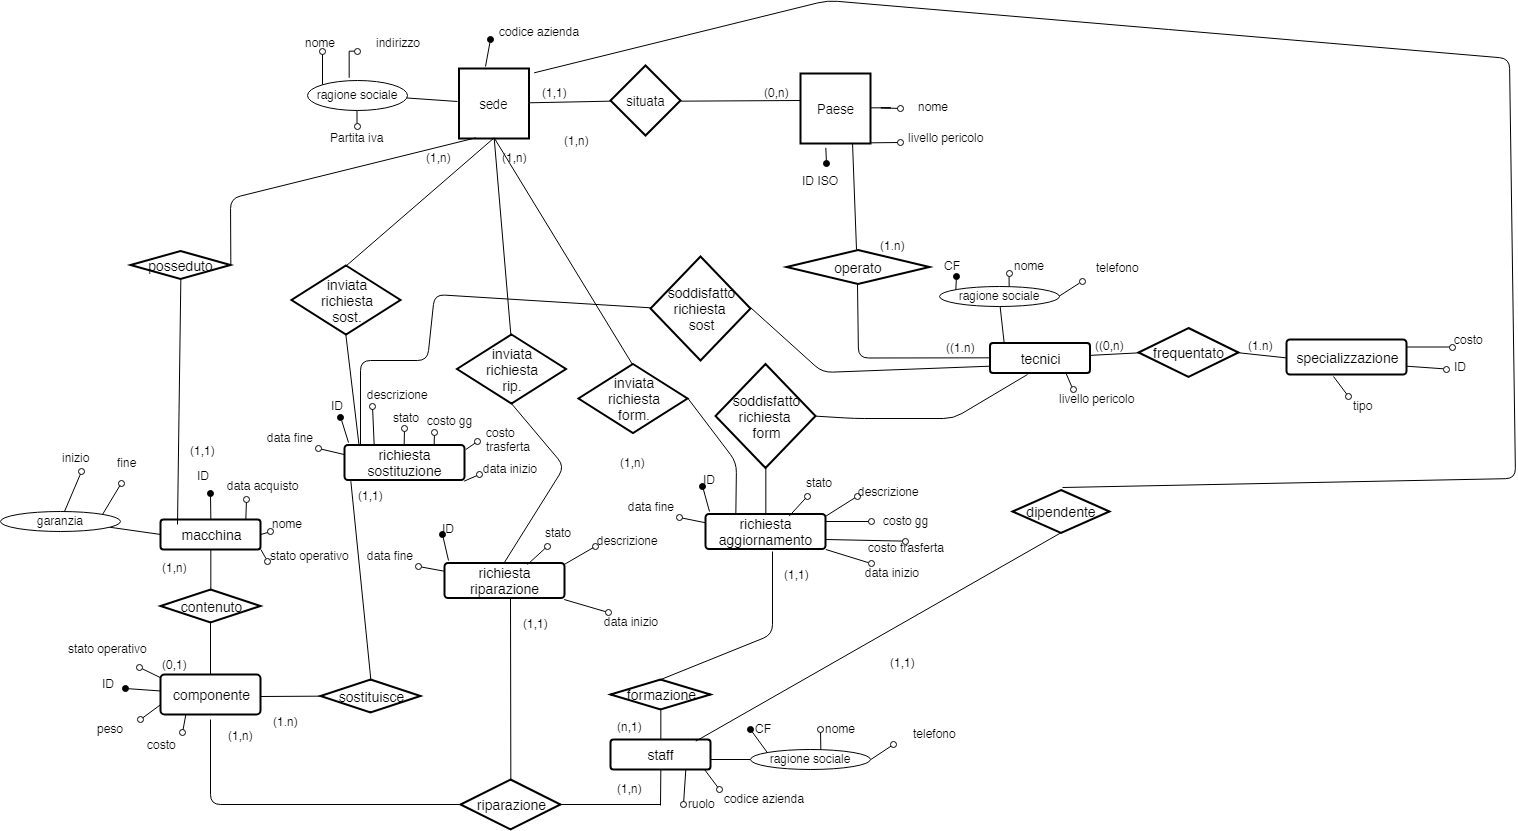 codice azienda
nome
indirizzo
ragione sociale
Partita iva
sede
(1,1)
situata
(0,n)
Paese
nome
livello pericolo
ID ISO
(1,n)
(1,n)
(1,n)
posseduto
inviata
richiesta
sost.
soddisfatto
richiesta
sost
(1.n)
operato
CF
nome
telefono
ragione sociale
inviata
richiesta
rip.
inviata
richiesta
form.
soddisfatto
richiesta
form
((1.n)
tecnici
((0,n)
frequentato
(1.n)
specializzazione
costo
ID
tipo
livello pericolo
ID
descrizione
stato
costo gg
costo
trasferta
data fine
data inizio
richiesta
sostituzione
(1,1)
(1,1)
(1,n)
inizio
fine
garanzia
ID
data acquisto
macchina
nome
stato operativo
(1,n)
ID
stato
descrizione
data fine
costo gg
costo trasferta
data inizio
richiesta
aggiornamento
(1,1)
dipendente
ID
stato
descrizione
data fine
richiesta
riparazione
data inizio
(1,1)
contenuto
stato operativo
(0,1)
ID
componente
peso
costo
(1.n)
(1,n)
sostituisce
formazione
(1,1)
(n,1)
staff
CF
nome
telefono
ragione sociale
(1,n)
ruolo
codice azienda
riparazione